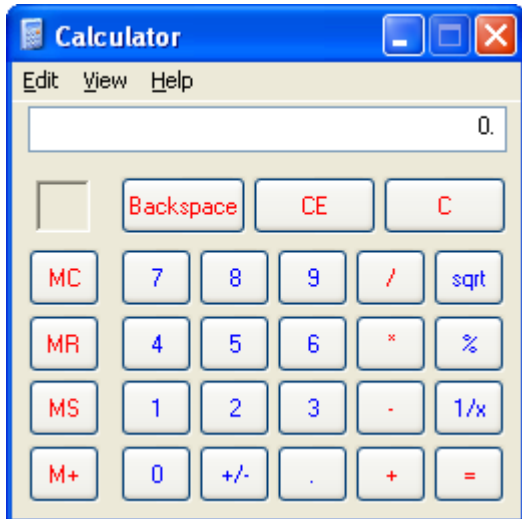 Calculator
Edit View Help
0.
Backspace CE C
MC 7 8 9 / sqrt
MR 4 5 6 * %
MS 1 2 3 - 1/x
M+ 0 +/- . + =